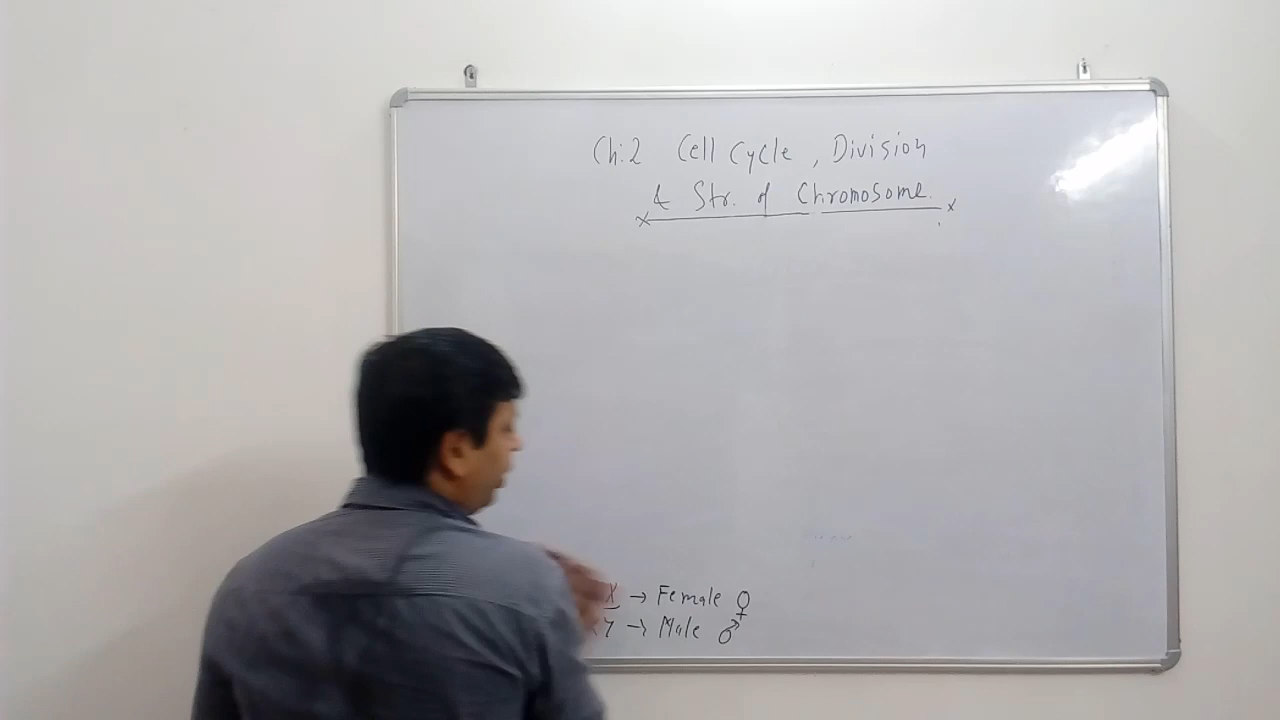 Ch:2 Cell Cycle, Division
& Str. of Chromosome.
X → Female ♀
Y → Male ♂